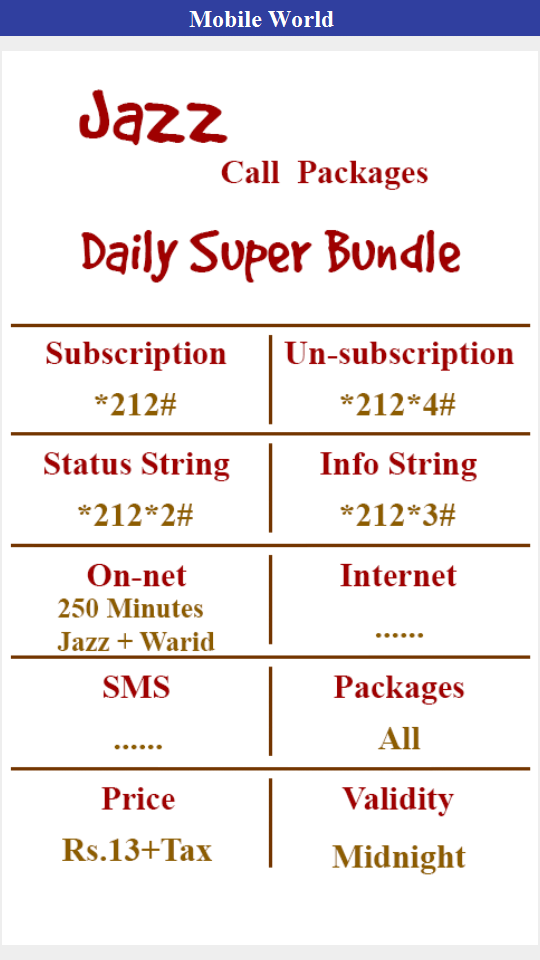 Mobile World
Jazz
Call Packages
Daily Super Bundle
Subscription
*212#
Un-subscription
*212*4#
Status String
*212*2#
Info String
*212*3#
On-net
250 Minutes
Jazz + Warid
Internet
......
SMS
......
Packages
All
Price
Rs.13+Tax
Validity
Midnight